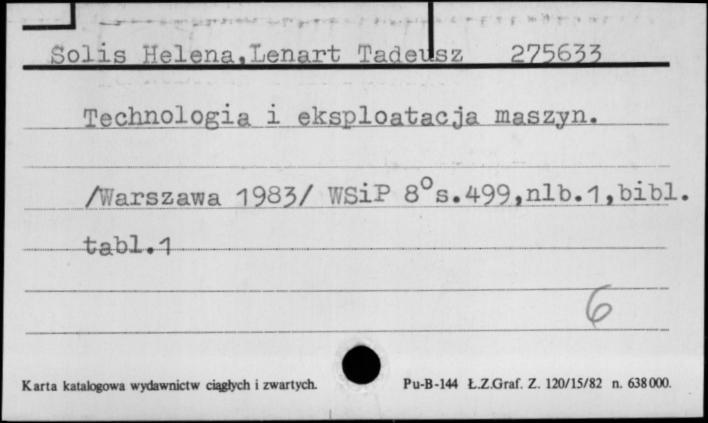 Solis Helena,Lenart Tadeusz 275633
Technologia i eksploatacja maszyn.
/Warszawa 1983/ WSiP 8°s.499,nlb.1,bibl.
tabl.1
6
Karta katalogowa wydawnictw ciągłych i zwartych. Pu-B-144 Ł.Z.Graf. Z. 120/15/82 n. 638000.